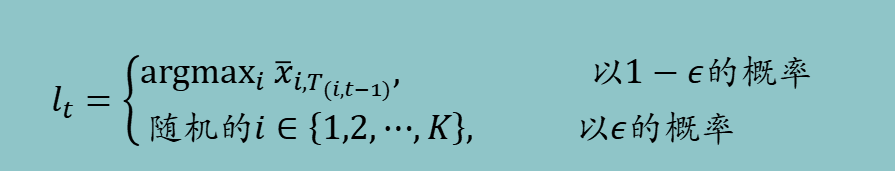 l_t = { argmax_i x̄_{i,T_{(i,t−1)}}, 以1 − ϵ的概率
随机的i ∈ {1,2, ⋯, K}, 以ϵ的概率